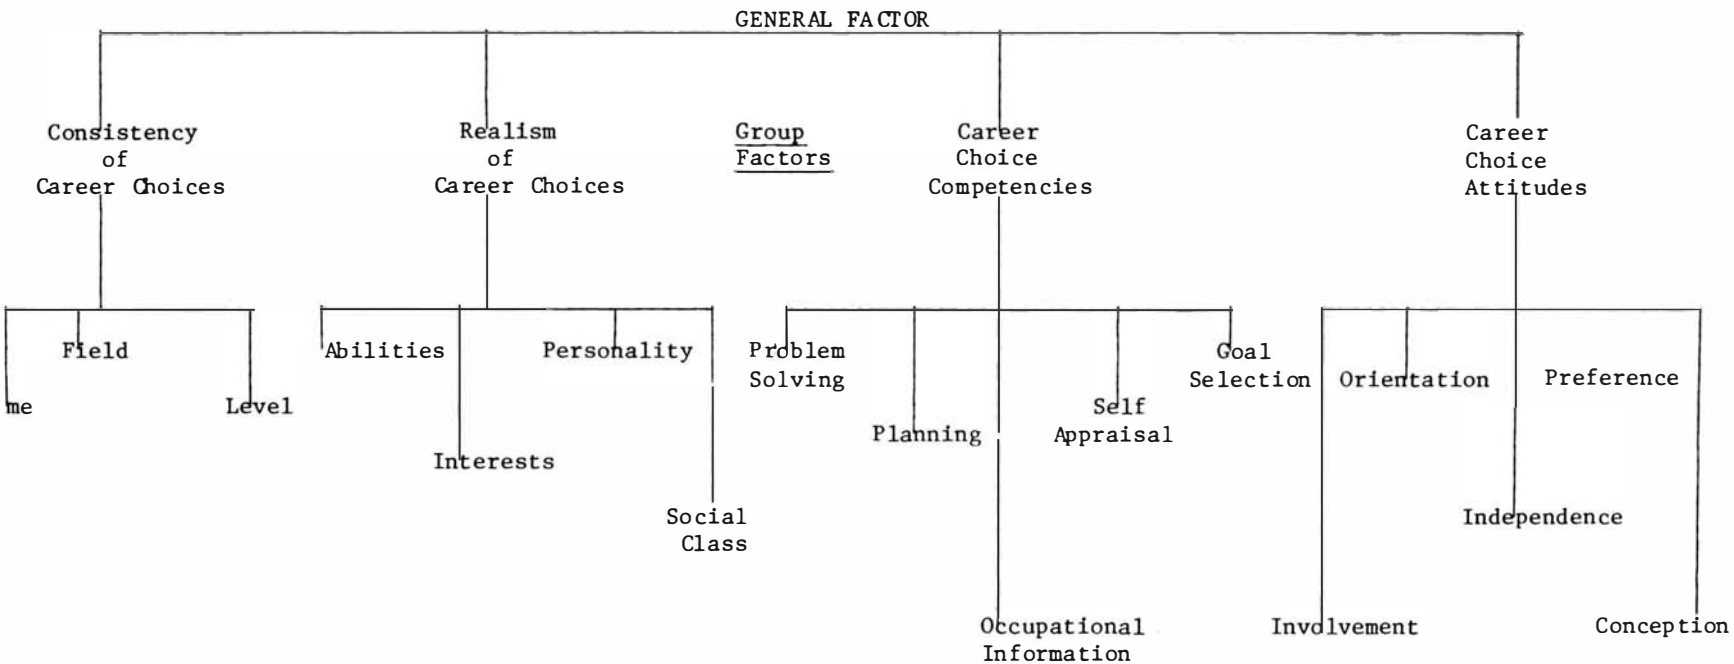 GENERAL FACTOR
Consistency
of
Career Choices
Realism
of
Career Choices
Group
Factors
Career
Choice
Competencies
Career
Choice
Attitudes
me
Field
Level
Abilities
Interests
Personality
Social
Class
Problem
Solving
Planning
Occupational
Information
Self
Appraisal
Goal
Selection
Involvement
Orientation
Independence
Preference
Conception